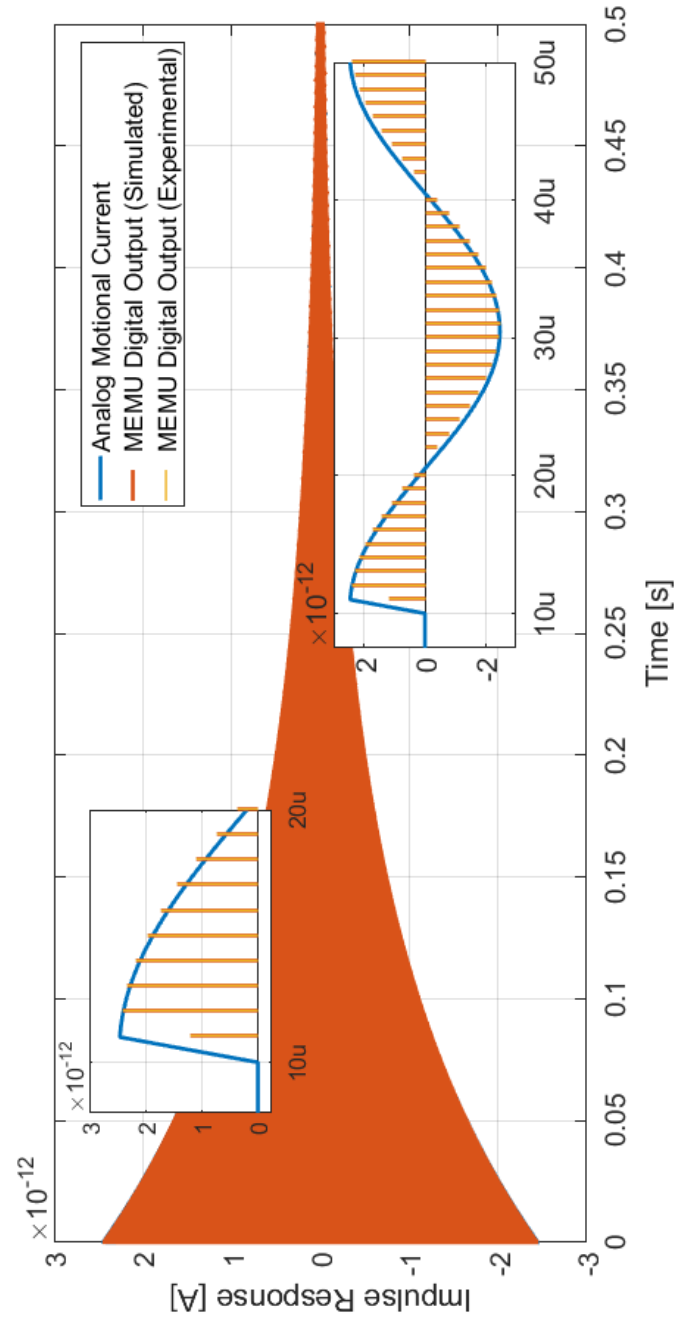 ×10⁻¹²
3
2
1
0
-1
-2
-3
Impulse Response [A]
0
0.05
0.1
0.15
0.2
0.25
0.3
0.35
0.4
0.45
0.5
Time [s]
Analog Motional Current
MEMU Digital Output (Simulated)
MEMU Digital Output (Experimental)
×10⁻¹²
3
2
1
0
10u
20u
×10⁻¹²
2
0
-2
10u
20u
30u
40u
50u